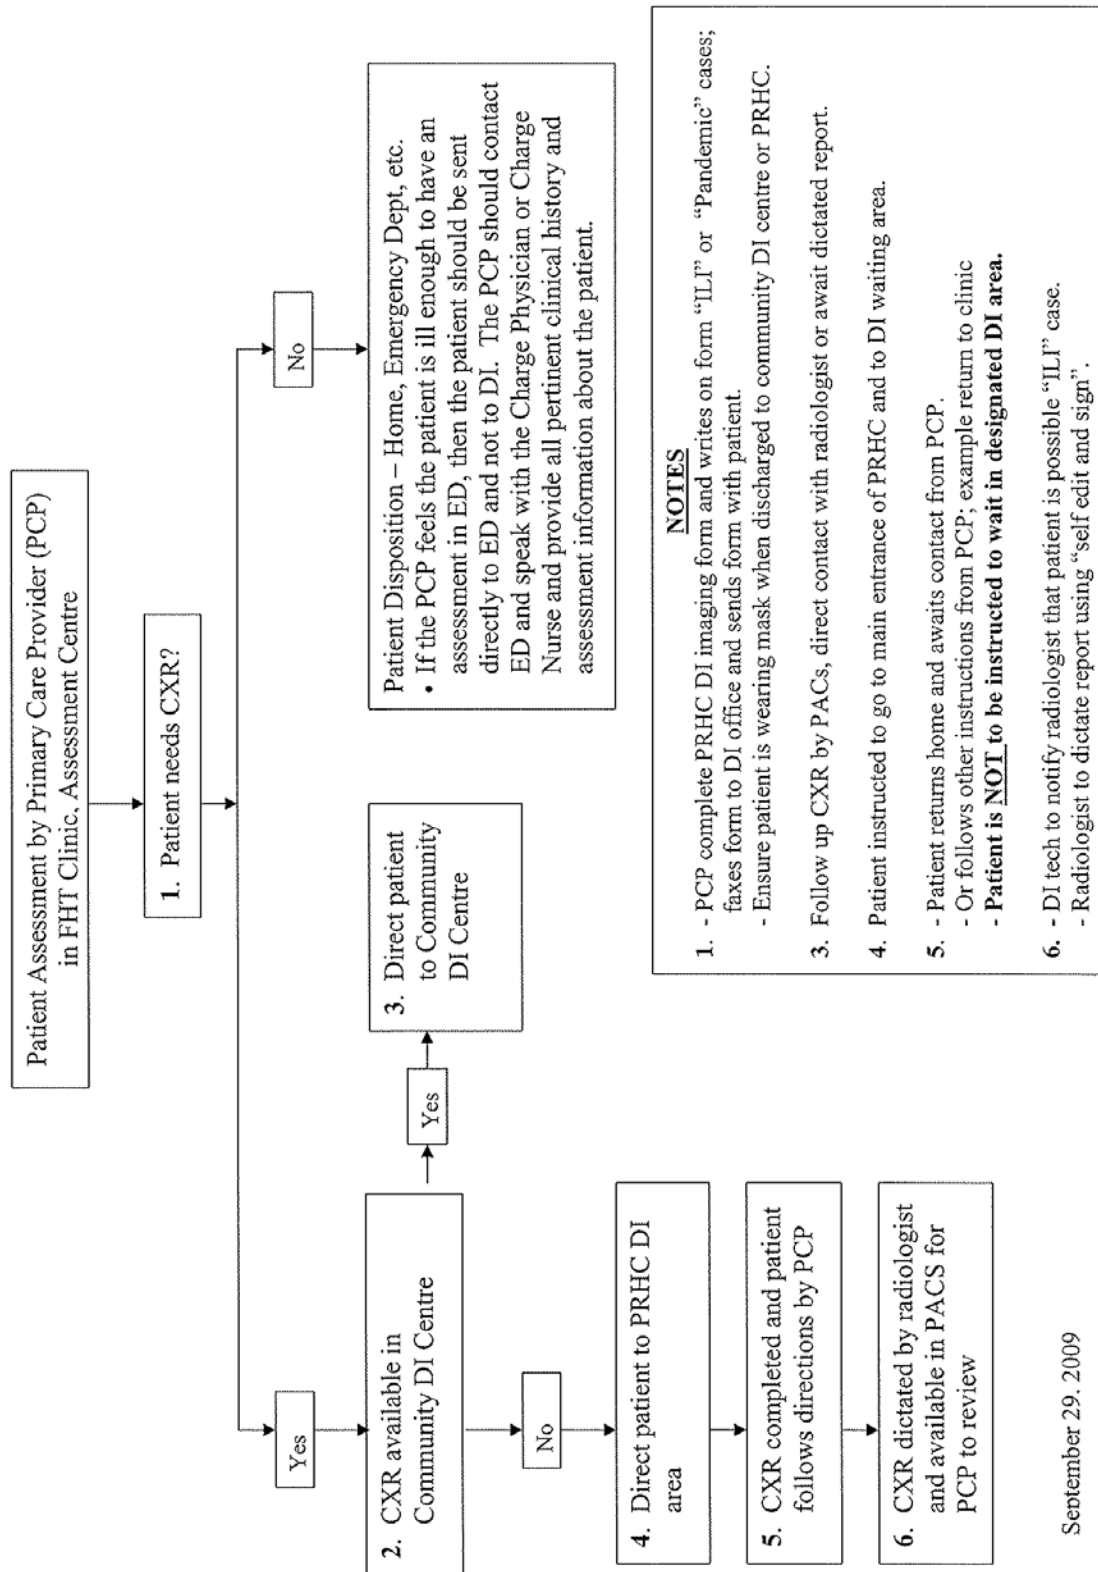 Patient Assessment by Primary Care Provider (PCP)
in FHT Clinic, Assessment Centre
1. Patient needs CXR?
Yes
No
2. CXR available in
Community DI Centre
Yes
3. Direct patient
to Community
DI Centre
Patient Disposition – Home, Emergency Dept, etc.
• If the PCP feels the patient is ill enough to have an
assessment in ED, then the patient should be sent
directly to ED and not to DI. The PCP should contact
ED and speak with the Charge Physician or Charge
Nurse and provide all pertinent clinical history and
assessment information about the patient.
No
4. Direct patient to PRHC DI
area
5. CXR completed and patient
follows directions by PCP
6. CXR dictated by radiologist
and available in PACS for
PCP to review
NOTES
1. - PCP complete PRHC DI imaging form and writes on form “ILI” or “Pandemic” cases;
faxes form to DI office and sends form with patient.
- Ensure patient is wearing mask when discharged to community DI centre or PRHC.
3. Follow up CXR by PACs, direct contact with radiologist or await dictated report.
4. Patient instructed to go to main entrance of PRHC and to DI waiting area.
5. - Patient returns home and awaits contact from PCP.
- Or follows other instructions from PCP; example return to clinic
- Patient is NOT to be instructed to wait in designated DI area.
6. - DI tech to notify radiologist that patient is possible “ILI” case.
- Radiologist to dictate report using “self edit and sign”.
September 29. 2009